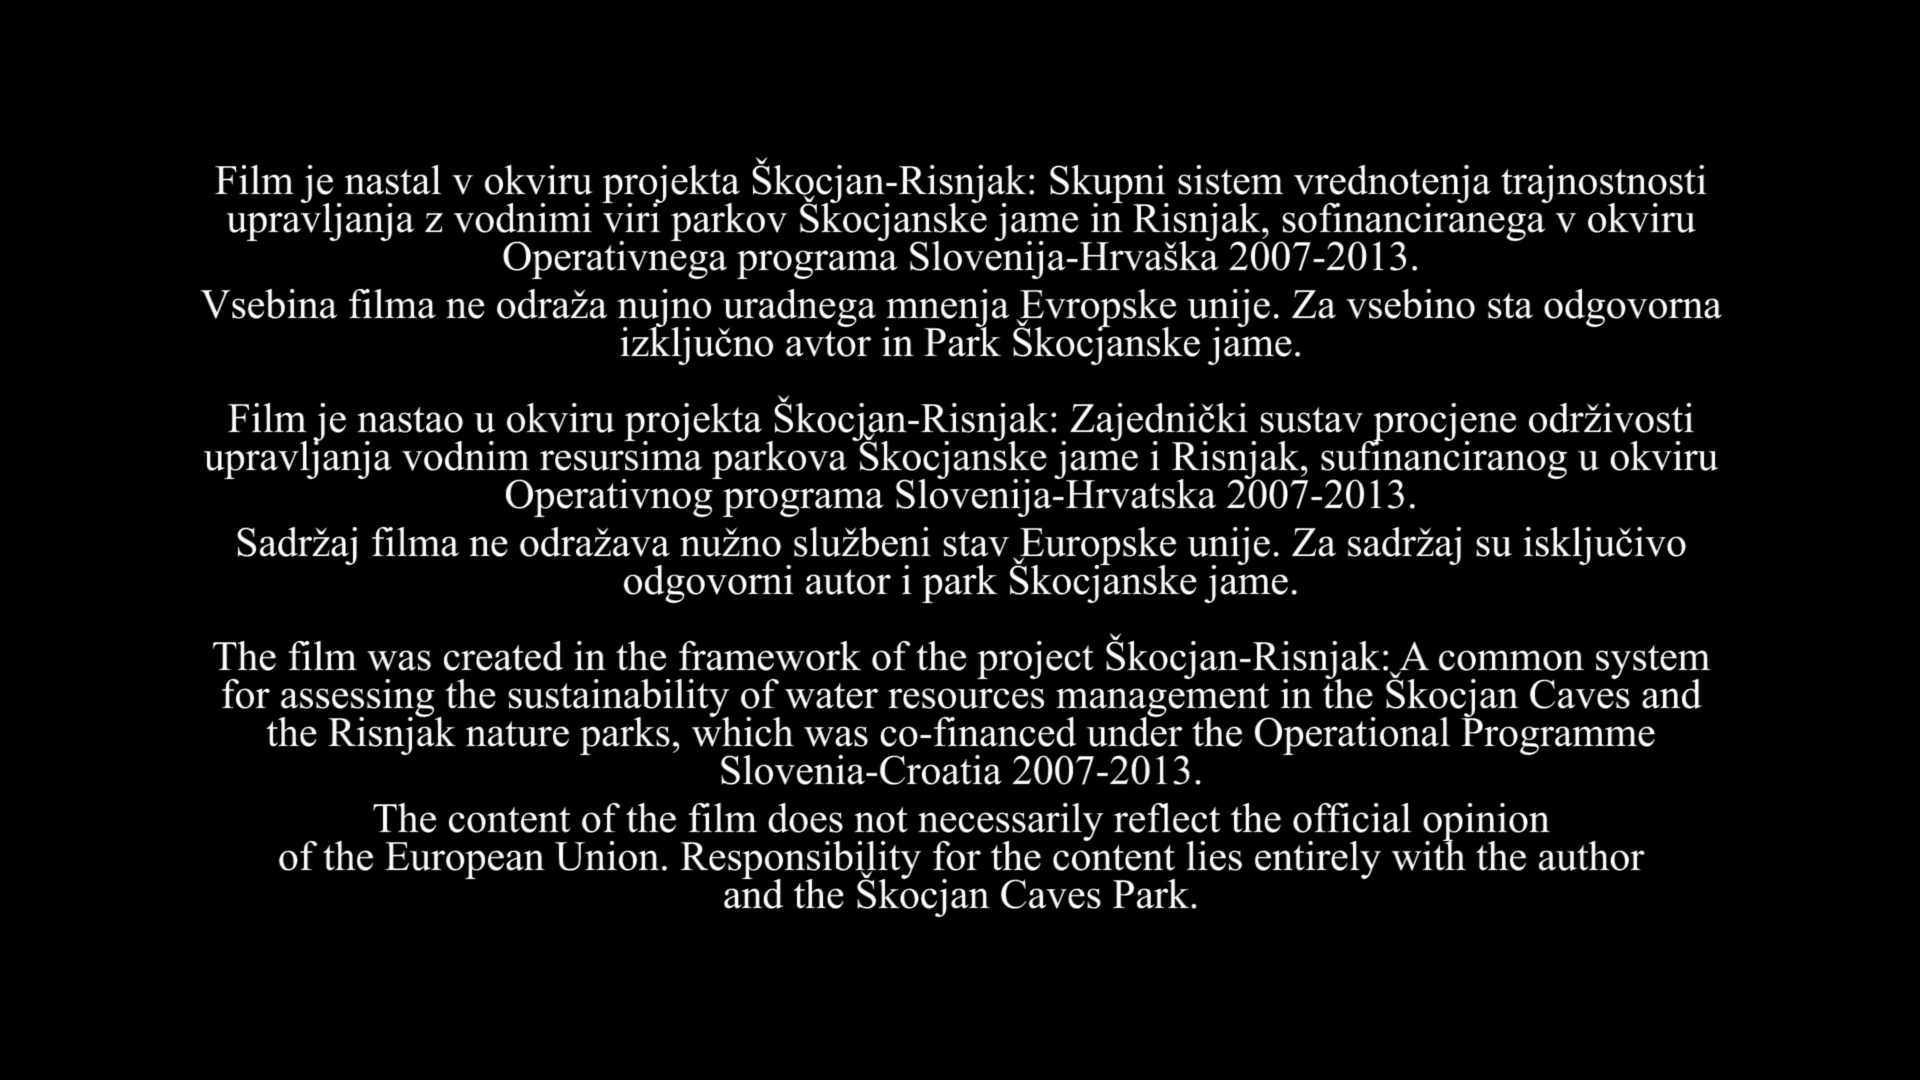 Film je nastal v okviru projekta Škocjan-Risnjak: Skupni sistem vrednotenja trajnostnosti
upravljanja z vodnimi viri parkov Škocjanske jame in Risnjak, sofinanciranega v okviru
Operativnega programa Slovenija-Hrvaška 2007-2013.
Vsebina filma ne odraža nujno uradnega mnenja Evropske unije. Za vsebino sta odgovorna
izključno avtor in Park Škocjanske jame.
Film je nastao u okviru projekta Škocjan-Risnjak: Zajednički sustav procjene održivosti
upravljanja vodnim resursima parkova Škocjanske jame i Risnjak, sufinanciranog u okviru
Operativnog programa Slovenija-Hrvatska 2007-2013.
Sadržaj filma ne odražava nužno službeni stav Europske unije. Za sadržaj su isključivo
odgovorni autor i park Škocjanske jame.
The film was created in the framework of the project Škocjan-Risnjak: A common system
for assessing the sustainability of water resources management in the Škocjan Caves and
the Risnjak nature parks, which was co-financed under the Operational Programme
Slovenia-Croatia 2007-2013.
The content of the film does not necessarily reflect the official opinion
of the European Union. Responsibility for the content lies entirely with the author
and the Škocjan Caves Park.